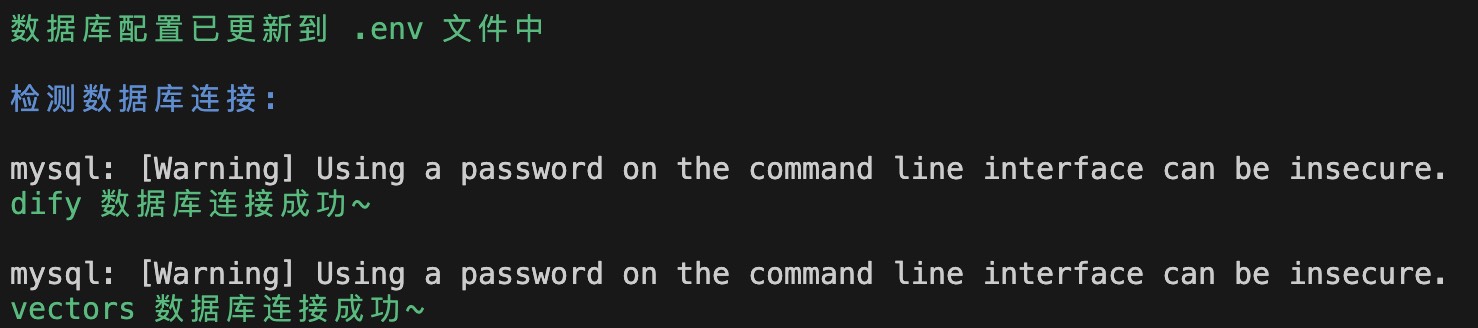 数据库配置已更新到 .env 文件中
检测数据库连接:
mysql: [Warning] Using a password on the command line interface can be insecure.
dify 数据库连接成功~
mysql: [Warning] Using a password on the command line interface can be insecure.
vectors 数据库连接成功~